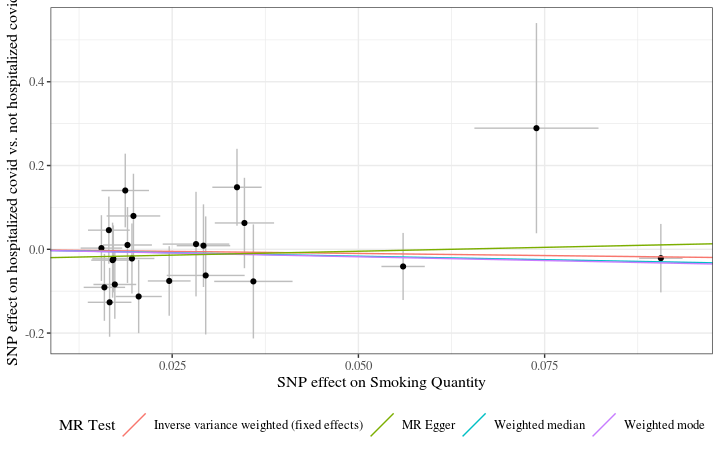 SNP effect on hospitalized covid vs. not hospitalized
0.4
0.2
0.0
-0.2
0.025
0.050
0.075
SNP effect on Smoking Quantity
MR Test
Inverse variance weighted (fixed effects)
MR Egger
Weighted median
Weighted mode